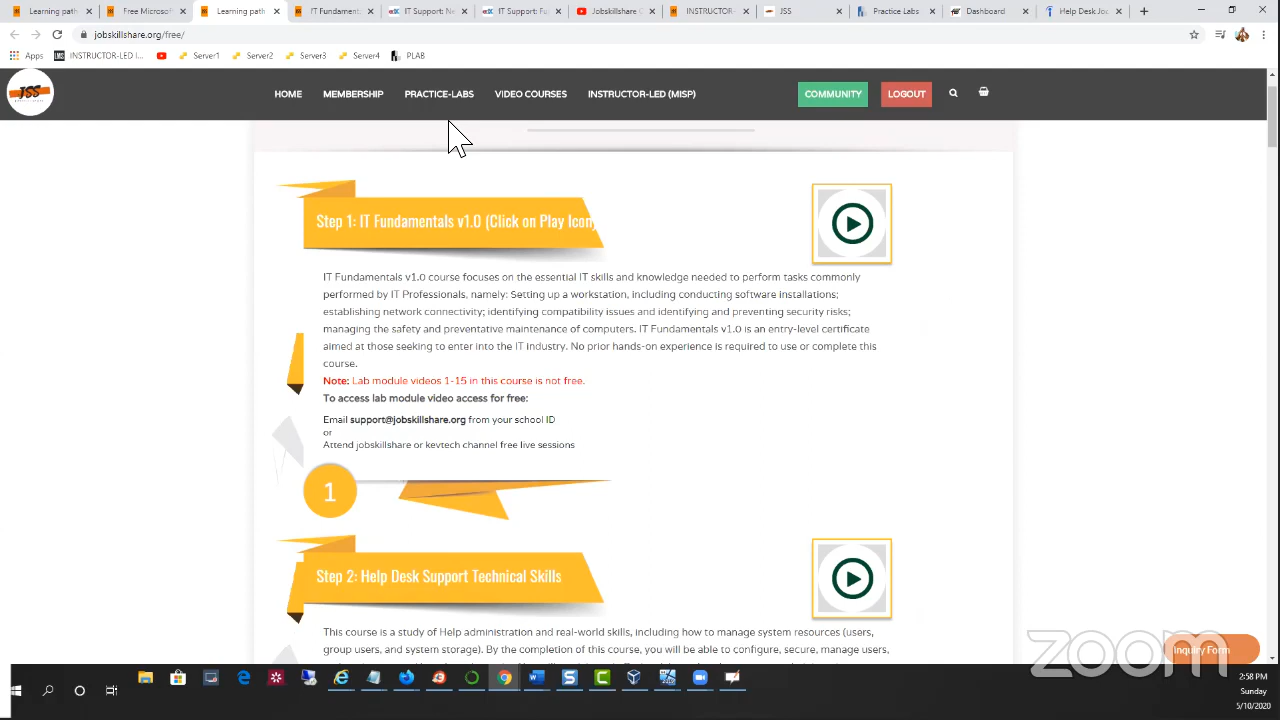 Learning path
Free Microsof
Learning path
IT Fundament
IT Support: Ne
IT Support: Fu
Jobskillshare
INSTRUCTOR-
JSS
Practice Labs
Dashboard
Help Desk Jo
jobskillshare.org/free/
Apps
INSTRUCTOR-LED I...
Server1
Server2
Server3
Server4
PLAB
JSS
HOME
MEMBERSHIP
PRACTICE-LABS
VIDEO COURSES
INSTRUCTOR-LED (MISP)
COMMUNITY
LOGOUT
Step 1: IT Fundamentals v1.0 (Click on Play Icon)
IT Fundamentals v1.0 course focuses on the essential IT skills and knowledge needed to perform tasks commonly
performed by IT Professionals, namely: Setting up a workstation, including conducting software installations;
establishing network connectivity; identifying compatibility issues and identifying and preventing security risks;
managing the safety and preventative maintenance of computers. IT Fundamentals v1.0 is an entry-level certificate
aimed at those seeking to enter into the IT industry. No prior hands-on experience is required to use or complete this
course.
Note: Lab module videos 1-15 in this course is not free.
To access lab module video access for free:
Email support@jobskillshare.org from your school ID
or
Attend jobskillshare or kevtech channel free live sessions
1
Step 2: Help Desk Support Technical Skills
This course is a study of Help administration and real-world skills, including how to manage system resources (users,
group users, and system storage). By the completion of this course, you will be able to configure, secure, manage users,
Inquiry Form
zoom
2:58 PM
Sunday
5/10/2020